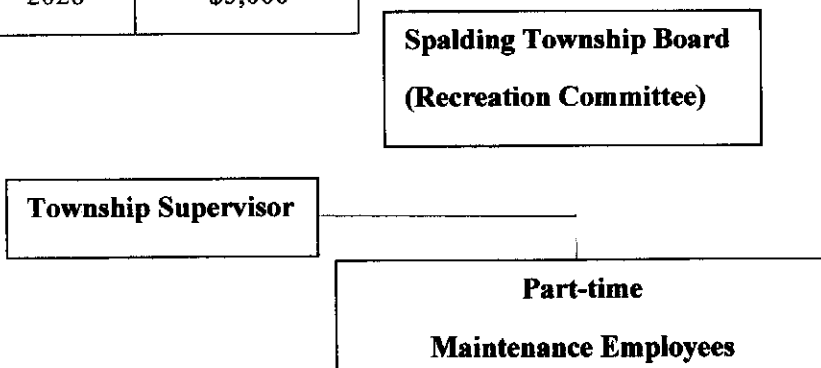 Spalding Township Board
(Recreation Committee)
Township Supervisor
Part-time
Maintenance Employees